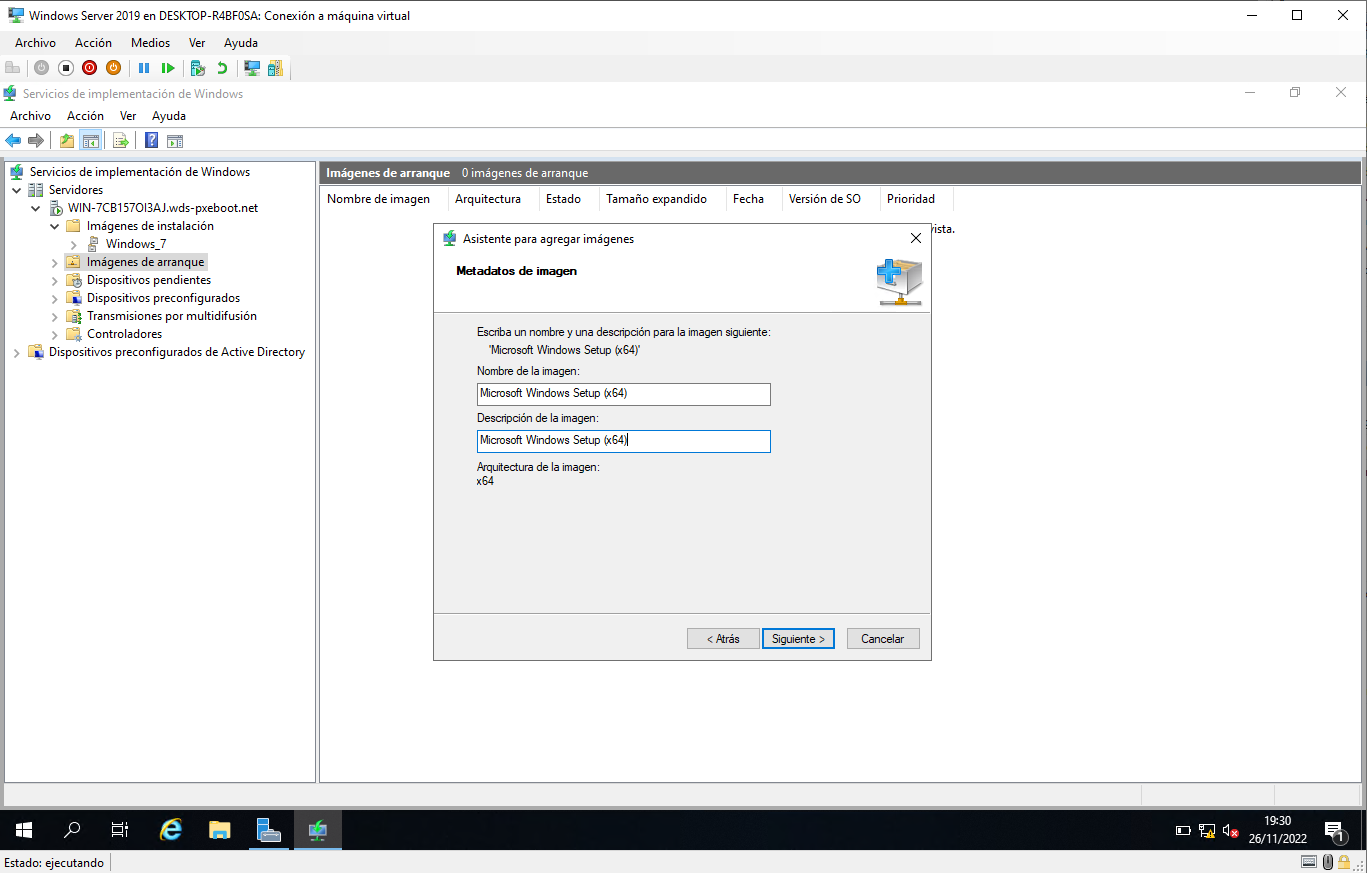 Windows Server 2019 en DESKTOP-R4BF0SA: Conexión a máquina virtual
Archivo Acción Medios Ver Ayuda
Servicios de implementación de Windows
Archivo Acción Ver Ayuda
Servicios de implementación de Windows
Servidores
WIN-7CB157OI3AJ.wds-pxeboot.net
Imágenes de instalación
Windows_7
Imágenes de arranque
Dispositivos pendientes
Dispositivos preconfigurados
Transmisiones por multidifusión
Controladores
Dispositivos preconfigurados de Active Directory
Imágenes de arranque 0 imágenes de arranque
Nombre de imagen Arquitectura Estado Tamaño expandido Fecha Versión de SO Prioridad
vista.
Asistente para agregar imágenes
Metadatos de imagen
Escriba un nombre y una descripción para la imagen siguiente:
'Microsoft Windows Setup (x64)'
Nombre de la imagen:
Microsoft Windows Setup (x64)
Descripción de la imagen:
Microsoft Windows Setup (x64)
Arquitectura de la imagen:
x64
< Atrás Siguiente > Cancelar
19:30
26/11/2022
1
Estado: ejecutando